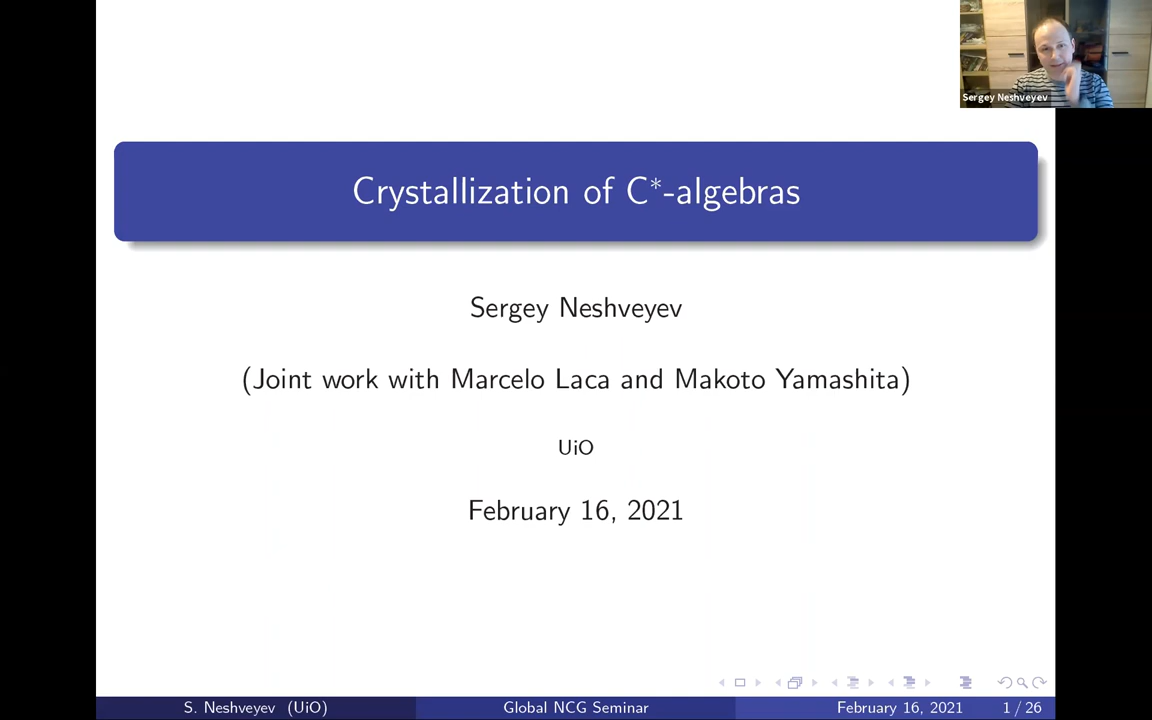 Sergey Neshveyev
Crystallization of C*-algebras
Sergey Neshveyev
(Joint work with Marcelo Laca and Makoto Yamashita)
UiO
February 16, 2021
S. Neshveyev (UiO) Global NCG Seminar February 16, 2021 1 / 26